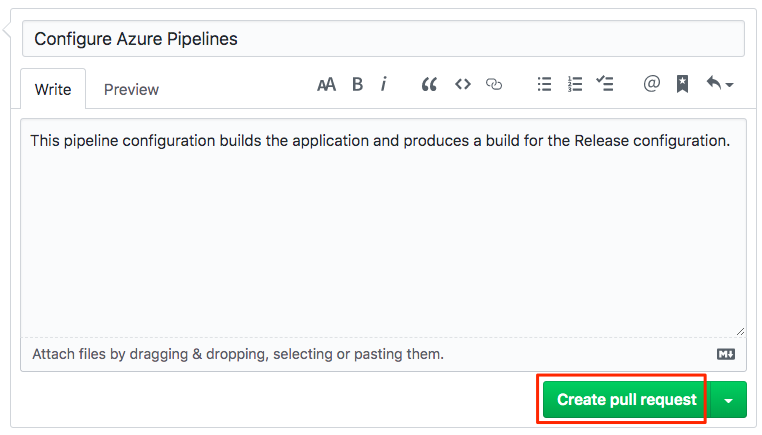 Configure Azure Pipelines
Write Preview AA B i @
This pipeline configuration builds the application and produces a build for the Release configuration.
Attach files by dragging & dropping, selecting or pasting them.
Create pull request